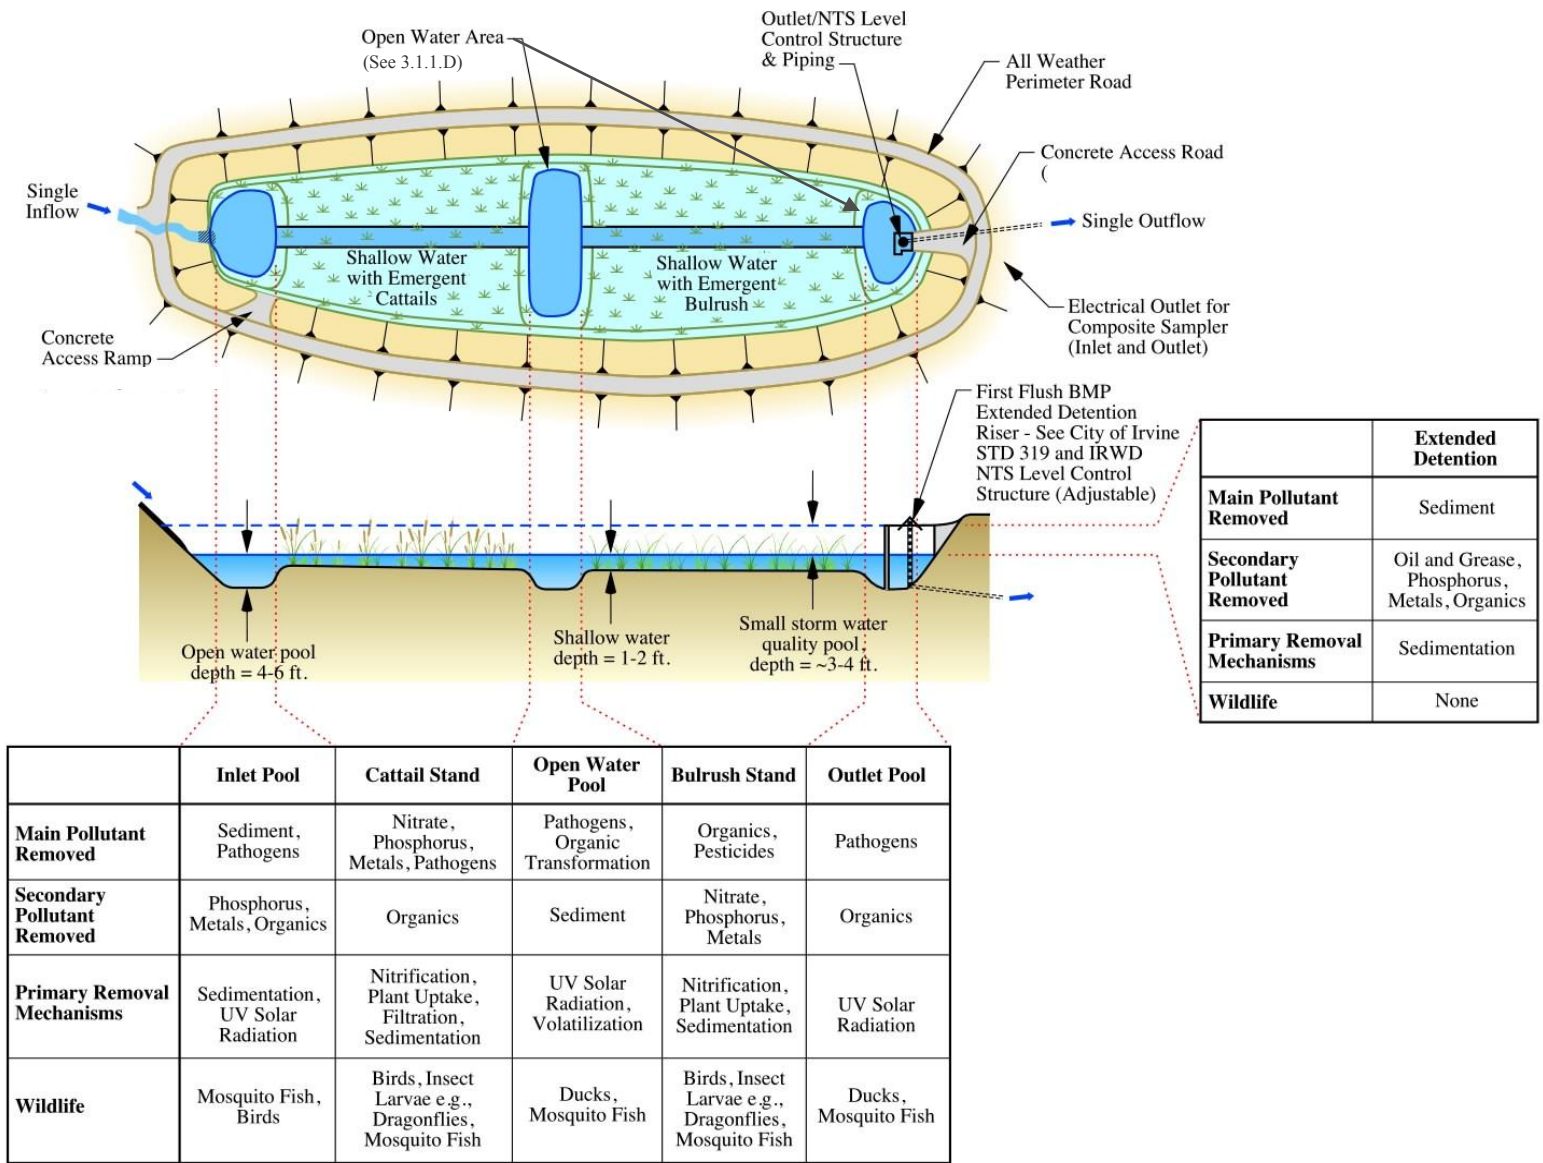 Open Water Area
(See 3.1.1.D)
Outlet/NTS Level
Control Structure
& Piping
All Weather
Perimeter Road
Concrete Access Road
(
Single
Inflow
Single Outflow
Shallow Water
with Emergent
Cattails
Shallow Water
with Emergent
Bulrush
Electrical Outlet for
Composite Sampler
(Inlet and Outlet)
Concrete
Access Ramp
First Flush BMP
Extended Detention
Riser - See City of Irvine
STD 319 and IRWD
NTS Level Control
Structure (Adjustable)
Open water pool
depth = 4-6 ft.
Shallow water
depth = 1-2 ft.
Small storm water
quality pool,
depth = ~3-4 ft.
Extended
Detention
Main Pollutant
Removed
Sediment
Secondary
Pollutant
Removed
Oil and Grease,
Phosphorus,
Metals, Organics
Primary Removal
Mechanisms
Sedimentation
Wildlife
None
Inlet Pool
Cattail Stand
Open Water
Pool
Bulrush Stand
Outlet Pool
Main Pollutant
Removed
Sediment,
Pathogens
Nitrate,
Phosphorus,
Metals, Pathogens
Pathogens,
Organic
Transformation
Organics,
Pesticides
Pathogens
Secondary
Pollutant
Removed
Phosphorus,
Metals, Organics
Organics
Sediment
Nitrate,
Phosphorus,
Metals
Organics
Primary Removal
Mechanisms
Sedimentation,
UV Solar
Radiation
Nitrification,
Plant Uptake,
Filtration,
Sedimentation
UV Solar
Radiation,
Volatilization
Nitrification,
Plant Uptake,
Sedimentation
UV Solar
Radiation
Wildlife
Mosquito Fish,
Birds
Birds, Insect
Larvae e.g.,
Dragonflies,
Mosquito Fish
Ducks,
Mosquito Fish
Birds, Insect
Larvae e.g.,
Dragonflies,
Mosquito Fish
Ducks,
Mosquito Fish